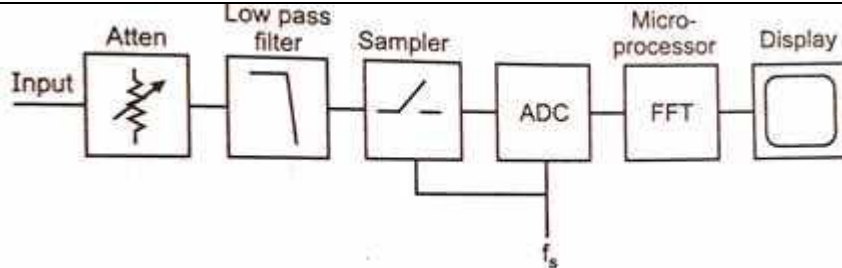 Atten
Low pass
filter
Sampler
Micro-
processor
Display
Input
ADC
FFT
fs